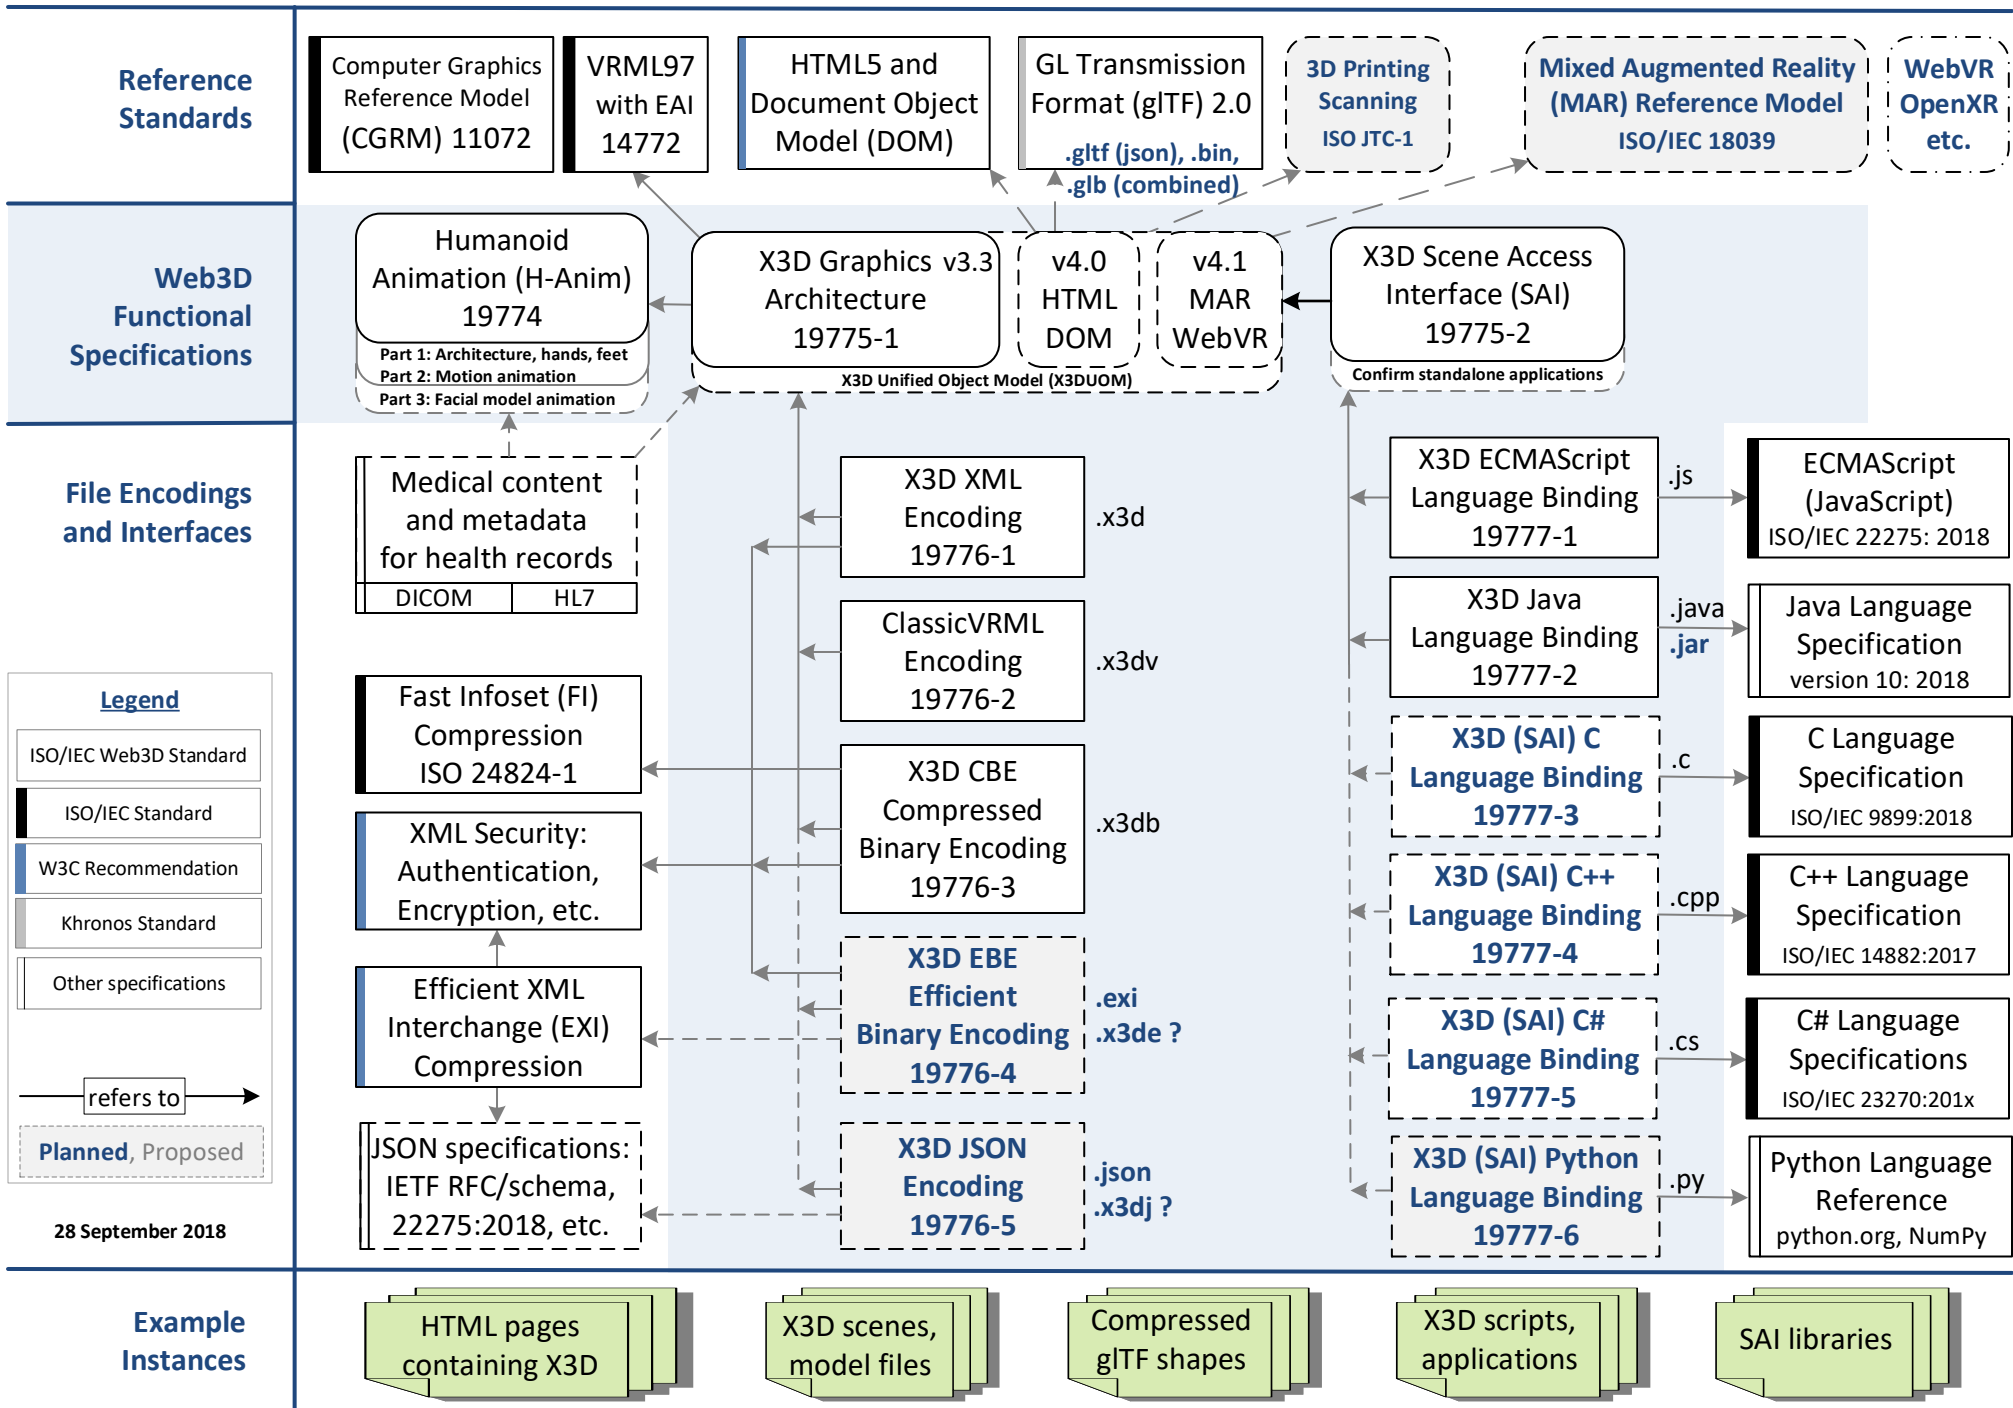 Reference
Standards
Computer Graphics
Reference Model
(CGRM) 11072
VRML97
with EAI
14772
HTML5 and
Document Object
Model (DOM)
GL Transmission
Format (glTF) 2.0
.gltf (json), .bin,
.glb (combined)
3D Printing
Scanning
ISO JTC-1
Mixed Augmented Reality
(MAR) Reference Model
ISO/IEC 18039
WebVR
OpenXR
etc.
Web3D
Functional
Specifications
Humanoid
Animation (H-Anim)
19774
Part 1: Architecture, hands, feet
Part 2: Motion animation
Part 3: Facial model animation
X3D Graphics v3.3
Architecture
19775-1
v4.0
HTML
DOM
v4.1
MAR
WebVR
X3D Unified Object Model (X3DUOM)
X3D Scene Access
Interface (SAI)
19775-2
Confirm standalone applications
File Encodings
and Interfaces
Medical content
and metadata
for health records
DICOM
HL7
Fast Infoset (FI)
Compression
ISO 24824-1
XML Security:
Authentication,
Encryption, etc.
Efficient XML
Interchange (EXI)
Compression
JSON specifications:
IETF RFC/schema,
22275:2018, etc.
X3D XML
Encoding
19776-1
.x3d
ClassicVRML
Encoding
19776-2
.x3dv
X3D CBE
Compressed
Binary Encoding
19776-3
.x3db
X3D EBE
Efficient
Binary Encoding
19776-4
.exi
.x3de ?
X3D JSON
Encoding
19776-5
.json
.x3dj ?
X3D ECMAScript
Language Binding
19777-1
.js
ECMAScript
(JavaScript)
ISO/IEC 22275: 2018
X3D Java
Language Binding
19777-2
.java
.jar
Java Language
Specification
version 10: 2018
X3D (SAI) C
Language Binding
19777-3
.c
C Language
Specification
ISO/IEC 9899:2018
X3D (SAI) C++
Language Binding
19777-4
.cpp
C++ Language
Specification
ISO/IEC 14882:2017
X3D (SAI) C#
Language Binding
19777-5
.cs
C# Language
Specifications
ISO/IEC 23270:201x
X3D (SAI) Python
Language Binding
19777-6
.py
Python Language
Reference
python.org, NumPy
Legend
ISO/IEC Web3D Standard
ISO/IEC Standard
W3C Recommendation
Khronos Standard
Other specifications
refers to
Planned, Proposed
28 September 2018
Example
Instances
HTML pages
containing X3D
X3D scenes,
model files
Compressed
glTF shapes
X3D scripts,
applications
SAI libraries